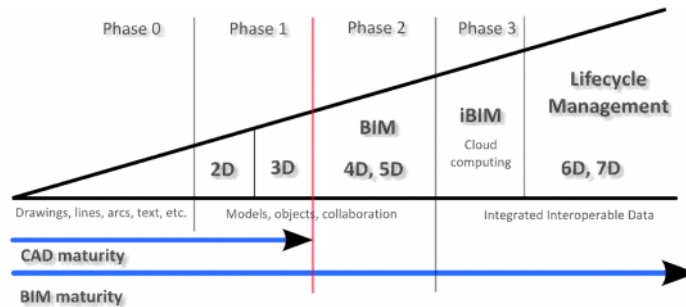 Phase 0
Phase 1
Phase 2
Phase 3
Lifecycle
Management
BIM
iBIM
Cloud
computing
2D
3D
4D, 5D
6D, 7D
Drawings, lines, arcs, text, etc.
Models, objects, collaboration
Integrated Interoperable Data
CAD maturity
BIM maturity